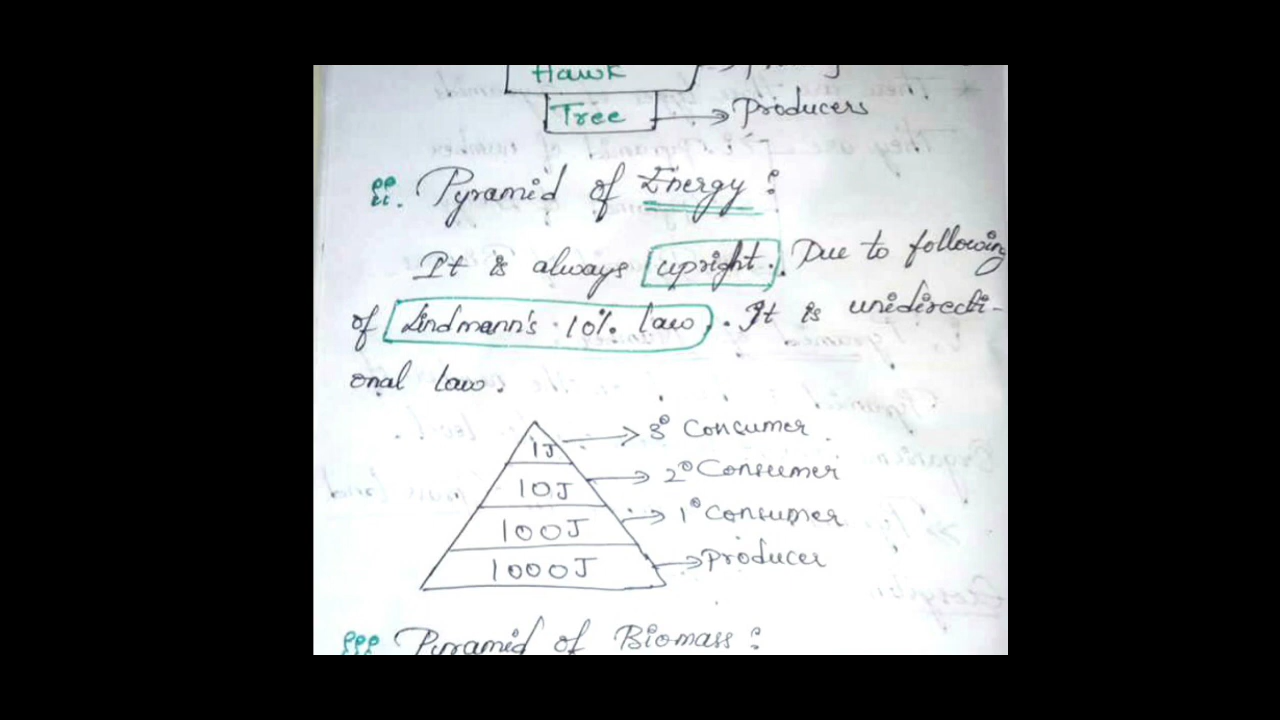 Hawk
Tree → Producers
ii. Pyramid of Energy :
It is always upright. Due to following
of Lindmann's 10% law. It is unidirecti-
onal law.
1J → 3° Consumer
10J → 2° Consumer
100J → 1° Consumer
1000J → Producer
iii Pyramid of Biomass :